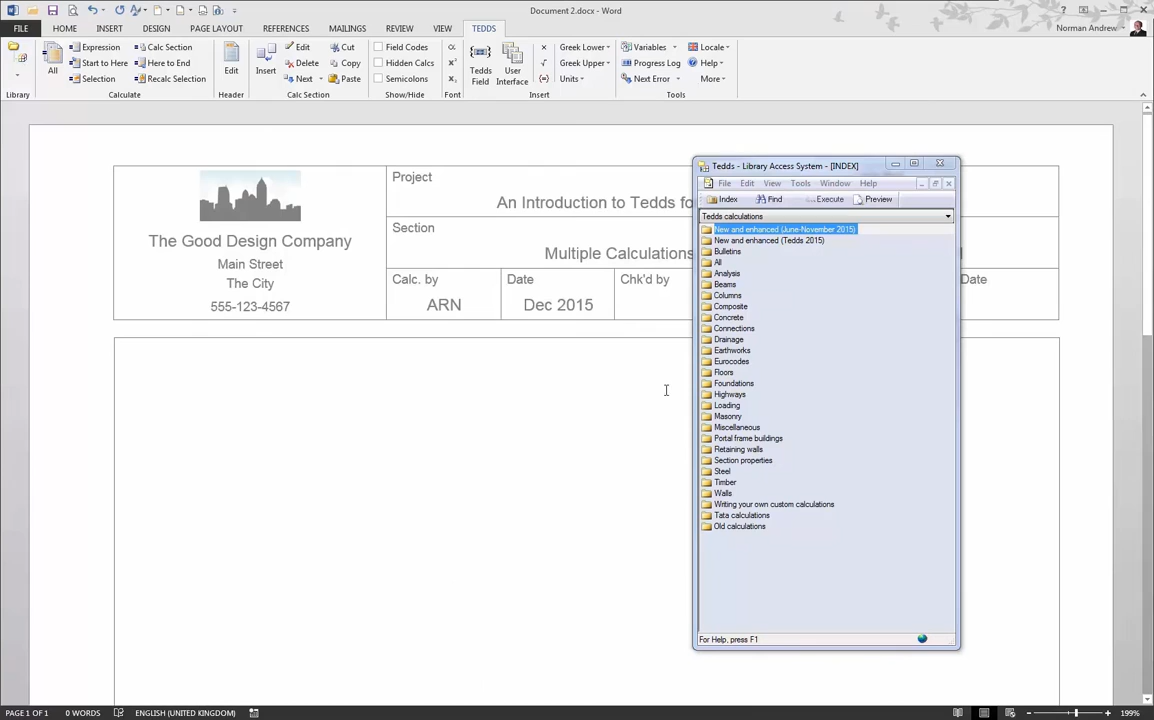 Document 2.docx - Word
Norman Andrew
FILE HOME INSERT DESIGN PAGE LAYOUT REFERENCES MAILINGS REVIEW VIEW TEDDS
All
Expression
Start to Here
Selection
Calc Section
Here to End
Recalc Section
Edit
Insert
Edit
Delete
Next
Cut
Copy
Paste
Field Codes
Hidden Calcs
Semicolons
Tedds Field
User Interface
Greek Lower
Greek Upper
Units
Variables
Progress Log
Next Error
Locale
Help
More
Library Calculate Header Calc Section Show/Hide Font Insert Tools
The Good Design Company
Main Street
The City
555-123-4567
Project
An Introduction to Tedds fo
Section
Multiple Calculations
Calc. by
ARN
Date
Dec 2015
Chk'd by
Date
Tedds - Library Access System - [INDEX]
File Edit View Tools Window Help
Index Find Execute Preview
Tedds calculations
New and enhanced (June-November 2015)
New and enhanced (Tedds 2015)
Bulletins
All
Analysis
Beams
Columns
Composite
Concrete
Connections
Drainage
Earthworks
Eurocodes
Floors
Foundations
Highways
Loading
Masonry
Miscellaneous
Portal frame buildings
Retaining walls
Section properties
Steel
Timber
Walls
Writing your own custom calculations
Tata calculations
Old calculations
For Help, press F1
PAGE 1 OF 1 0 WORDS ENGLISH (UNITED KINGDOM) 199%